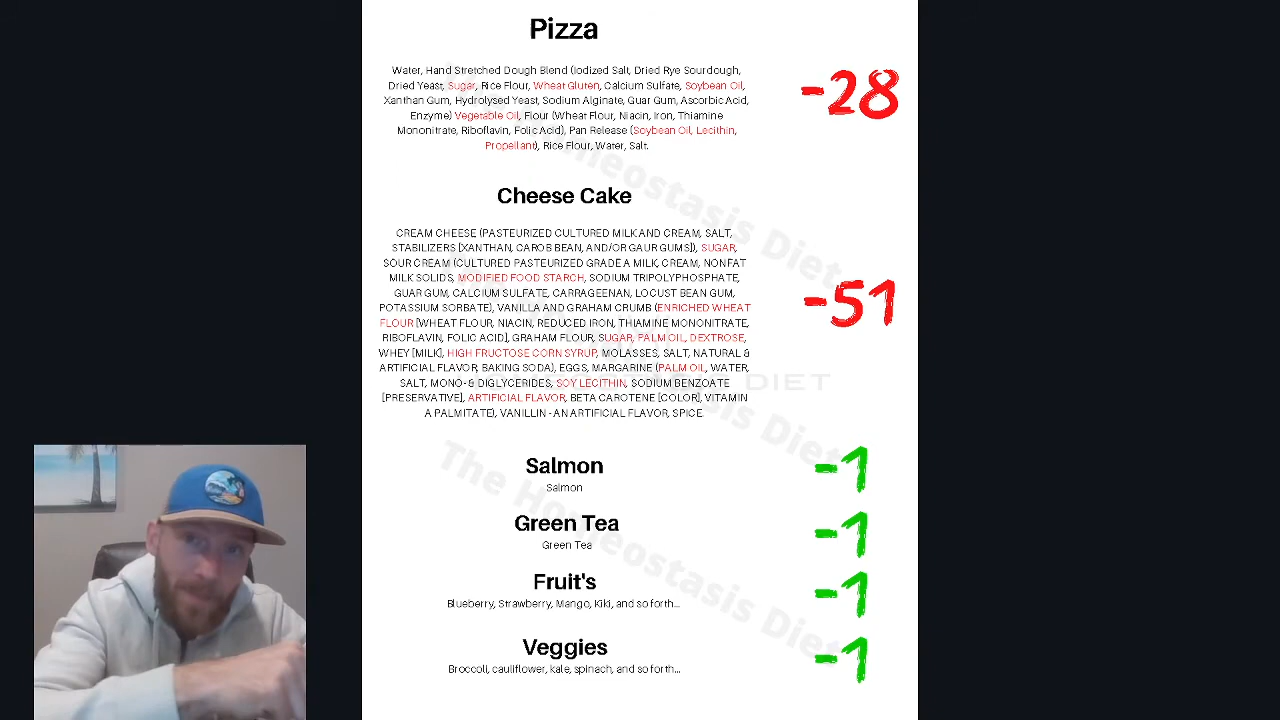 Pizza
Water, Hand Stretched Dough Blend (Iodized Salt, Dried Rye Sourdough,
Dried Yeast, Sugar, Rice Flour, Wheat Gluten, Calcium Sulfate, Soybean Oil,
Xanthan Gum, Hydrolysed Yeast, Sodium Alginate, Guar Gum, Ascorbic Acid,
Enzyme) Vegetable Oil, Flour (Wheat Flour, Niacin, Iron, Thiamine
Mononitrate, Riboflavin, Folic Acid), Pan Release (Soybean Oil, Lecithin,
Propellant), Rice Flour, Water, Salt.
-28
Cheese Cake
CREAM CHEESE (PASTEURIZED CULTURED MILK AND CREAM, SALT,
STABILIZERS [XANTHAN, CAROB BEAN, AND/OR GAUR GUMS]), SUGAR,
SOUR CREAM (CULTURED PASTEURIZED GRADE A MILK, CREAM, NONFAT
MILK SOLIDS, MODIFIED FOOD STARCH, SODIUM TRIPOLYPHOSPHATE,
GUAR GUM, CALCIUM SULFATE, CARRAGEENAN, LOCUST BEAN GUM,
POTASSIUM SORBATE), VANILLA AND GRAHAM CRUMB (ENRICHED WHEAT
FLOUR [WHEAT FLOUR, NIACIN, REDUCED IRON, THIAMINE MONONITRATE,
RIBOFLAVIN, FOLIC ACID], GRAHAM FLOUR, SUGAR, PALM OIL, DEXTROSE,
WHEY [MILK], HIGH FRUCTOSE CORN SYRUP, MOLASSES, SALT, NATURAL &
ARTIFICIAL FLAVOR, BAKING SODA), EGGS, MARGARINE (PALM OIL, WATER,
SALT, MONO- & DIGLYCERIDES, SOY LECITHIN, SODIUM BENZOATE
[PRESERVATIVE], ARTIFICIAL FLAVOR, BETA CAROTENE [COLOR], VITAMIN
A PALMITATE), VANILLIN - AN ARTIFICIAL FLAVOR, SPICE.
-51
Salmon
Salmon
-1
Green Tea
Green Tea
-1
Fruit's
Blueberry, Strawberry, Mango, Kiki, and so forth...
-1
Veggies
Broccoli, cauliflower, kale, spinach, and so forth...
-1
The Homeostasis Diet
DIET